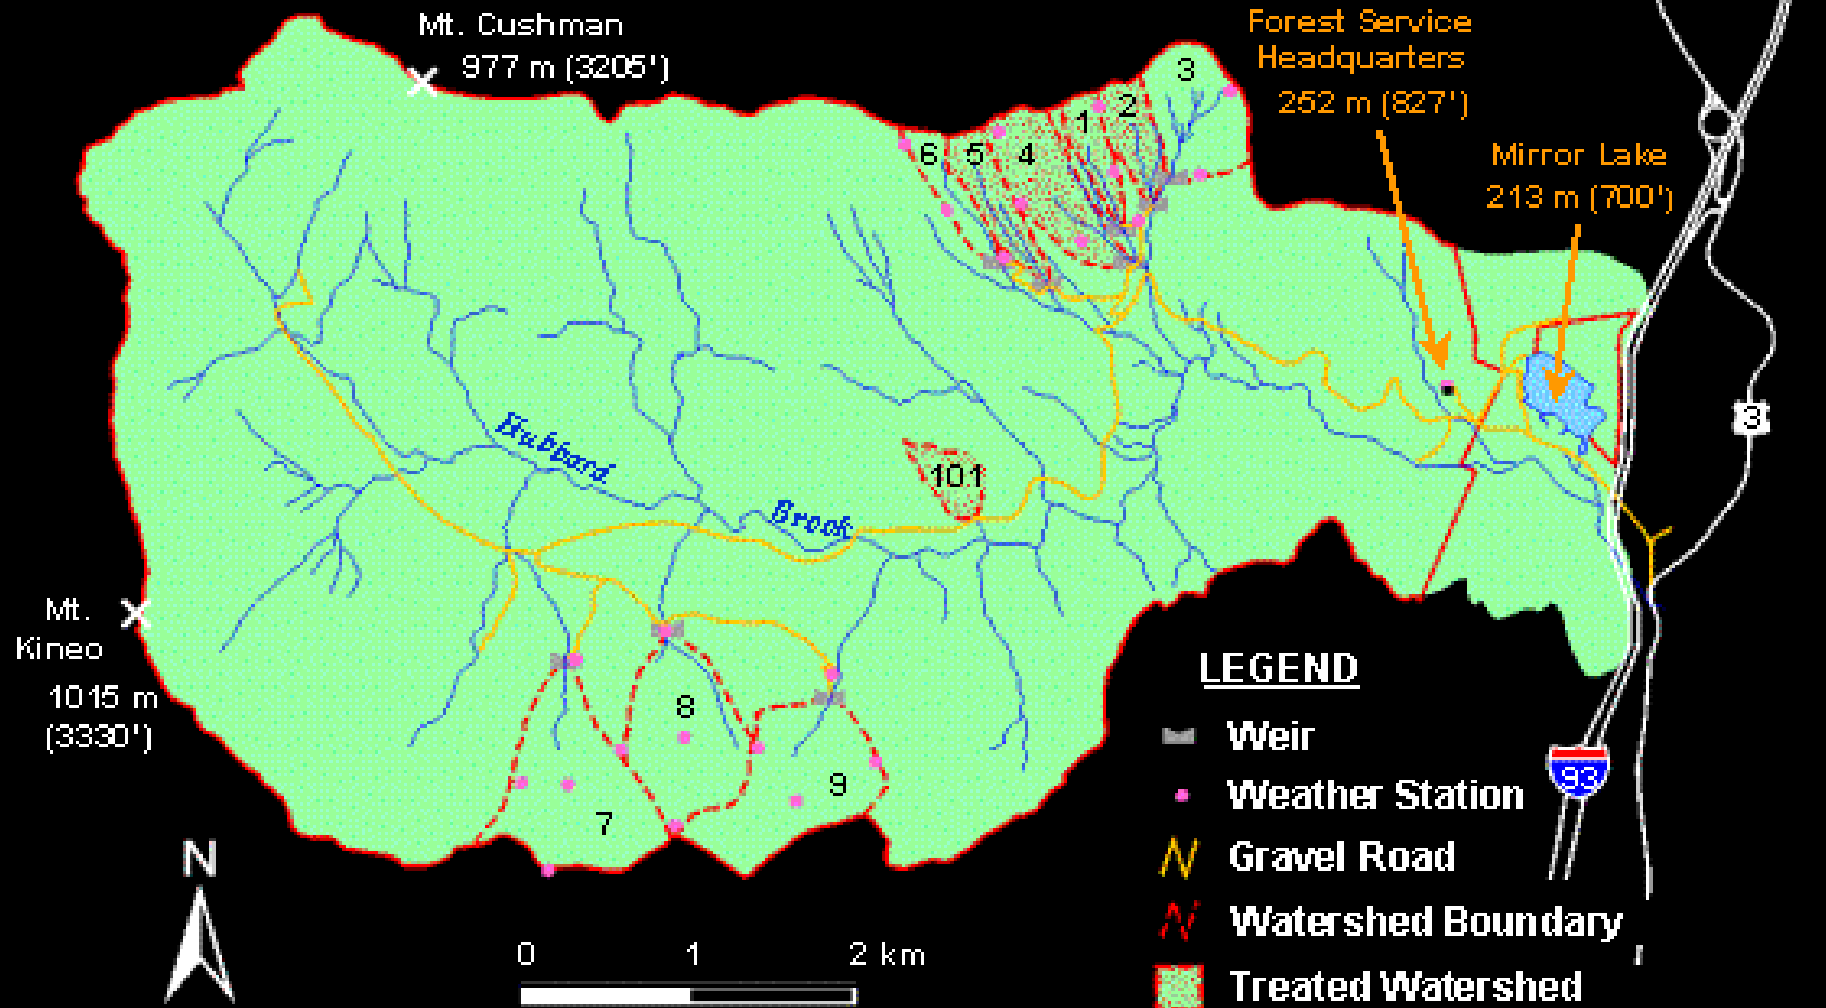 Mt. Cushman
977 m (3205')
Forest Service
Headquarters
252 m (827')
Mirror Lake
213 m (700')
3
2
1
4
5
6
3
Hubbard
Brook
101
Mt.
Kineo
1015 m
(3330')
8
9
7
LEGEND
Weir
Weather Station
Gravel Road
Watershed Boundary
Treated Watershed
93
N
0 1 2 km